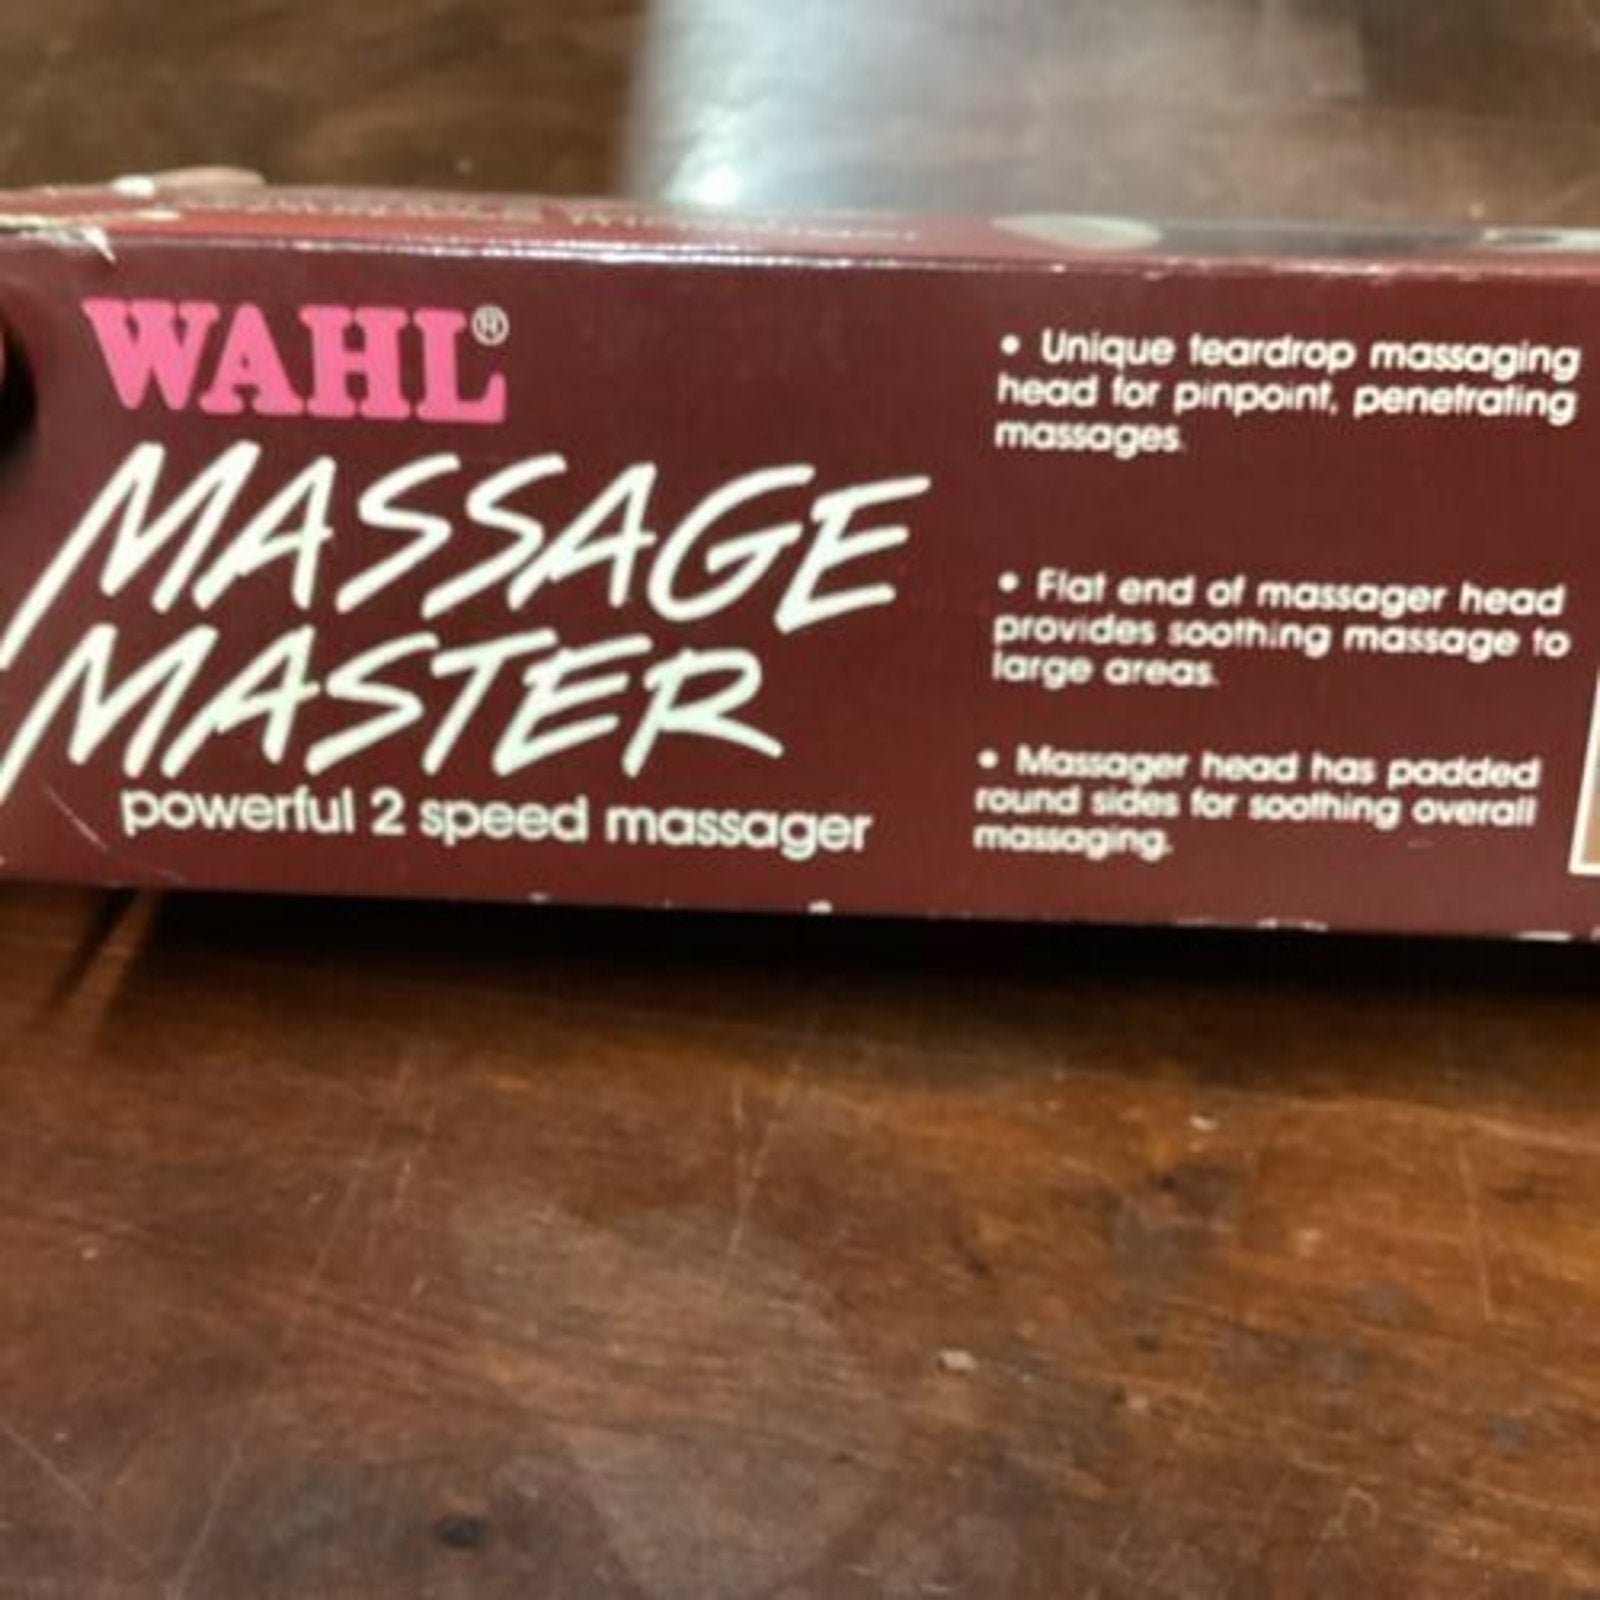 WAHL®
MASSAGE
MASTER
powerful 2 speed massager
• Unique teardrop massaging
head for pinpoint, penetrating
massages.
• Flat end of massager head
provides soothing massage to
large areas.
• Massager head has padded
round sides for soothing overall
massaging.